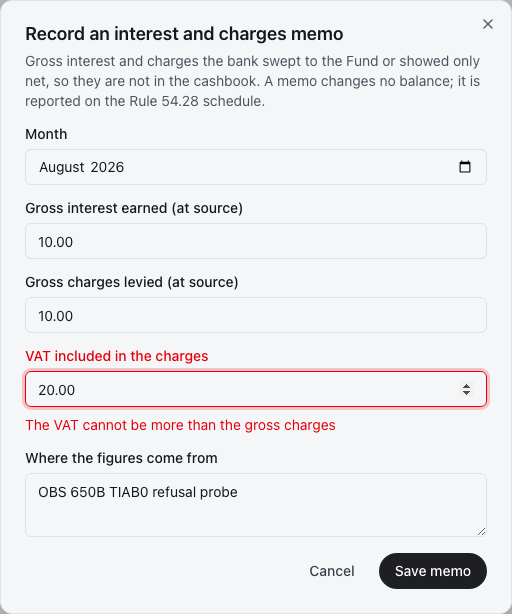 Record an interest and charges memo
Gross interest and charges the bank swept to the Fund or showed only
net, so they are not in the cashbook. A memo changes no balance; it is
reported on the Rule 54.28 schedule.
Month
August 2026
Gross interest earned (at source)
10.00
Gross charges levied (at source)
10.00
VAT included in the charges
20.00
The VAT cannot be more than the gross charges
Where the figures come from
OBS 650B TIAB0 refusal probe
Cancel
Save memo